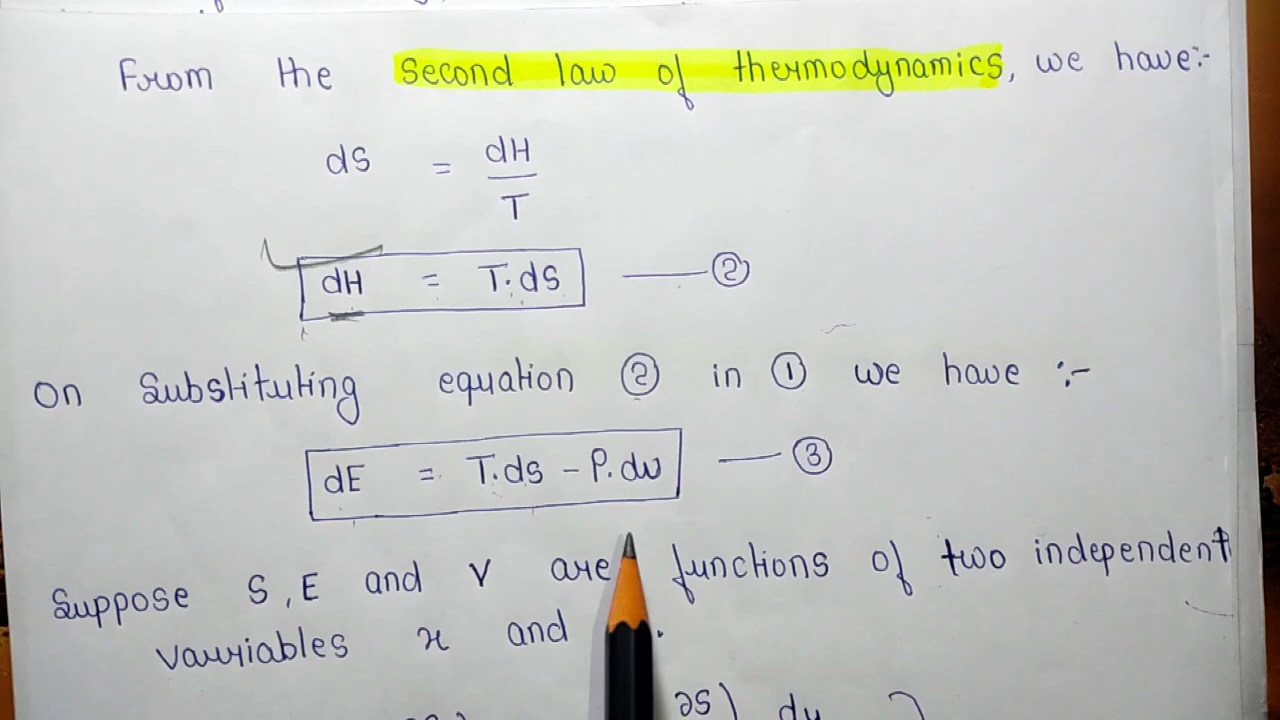 From the second law of thermodynamics, we have:-
dS = dH
T
dH = T.dS ②
On Substituting equation ② in ① we have :-
dE = T.ds - P.dv ③
Suppose S, E and V are functions of two independent
variables x and .
∂S) dy